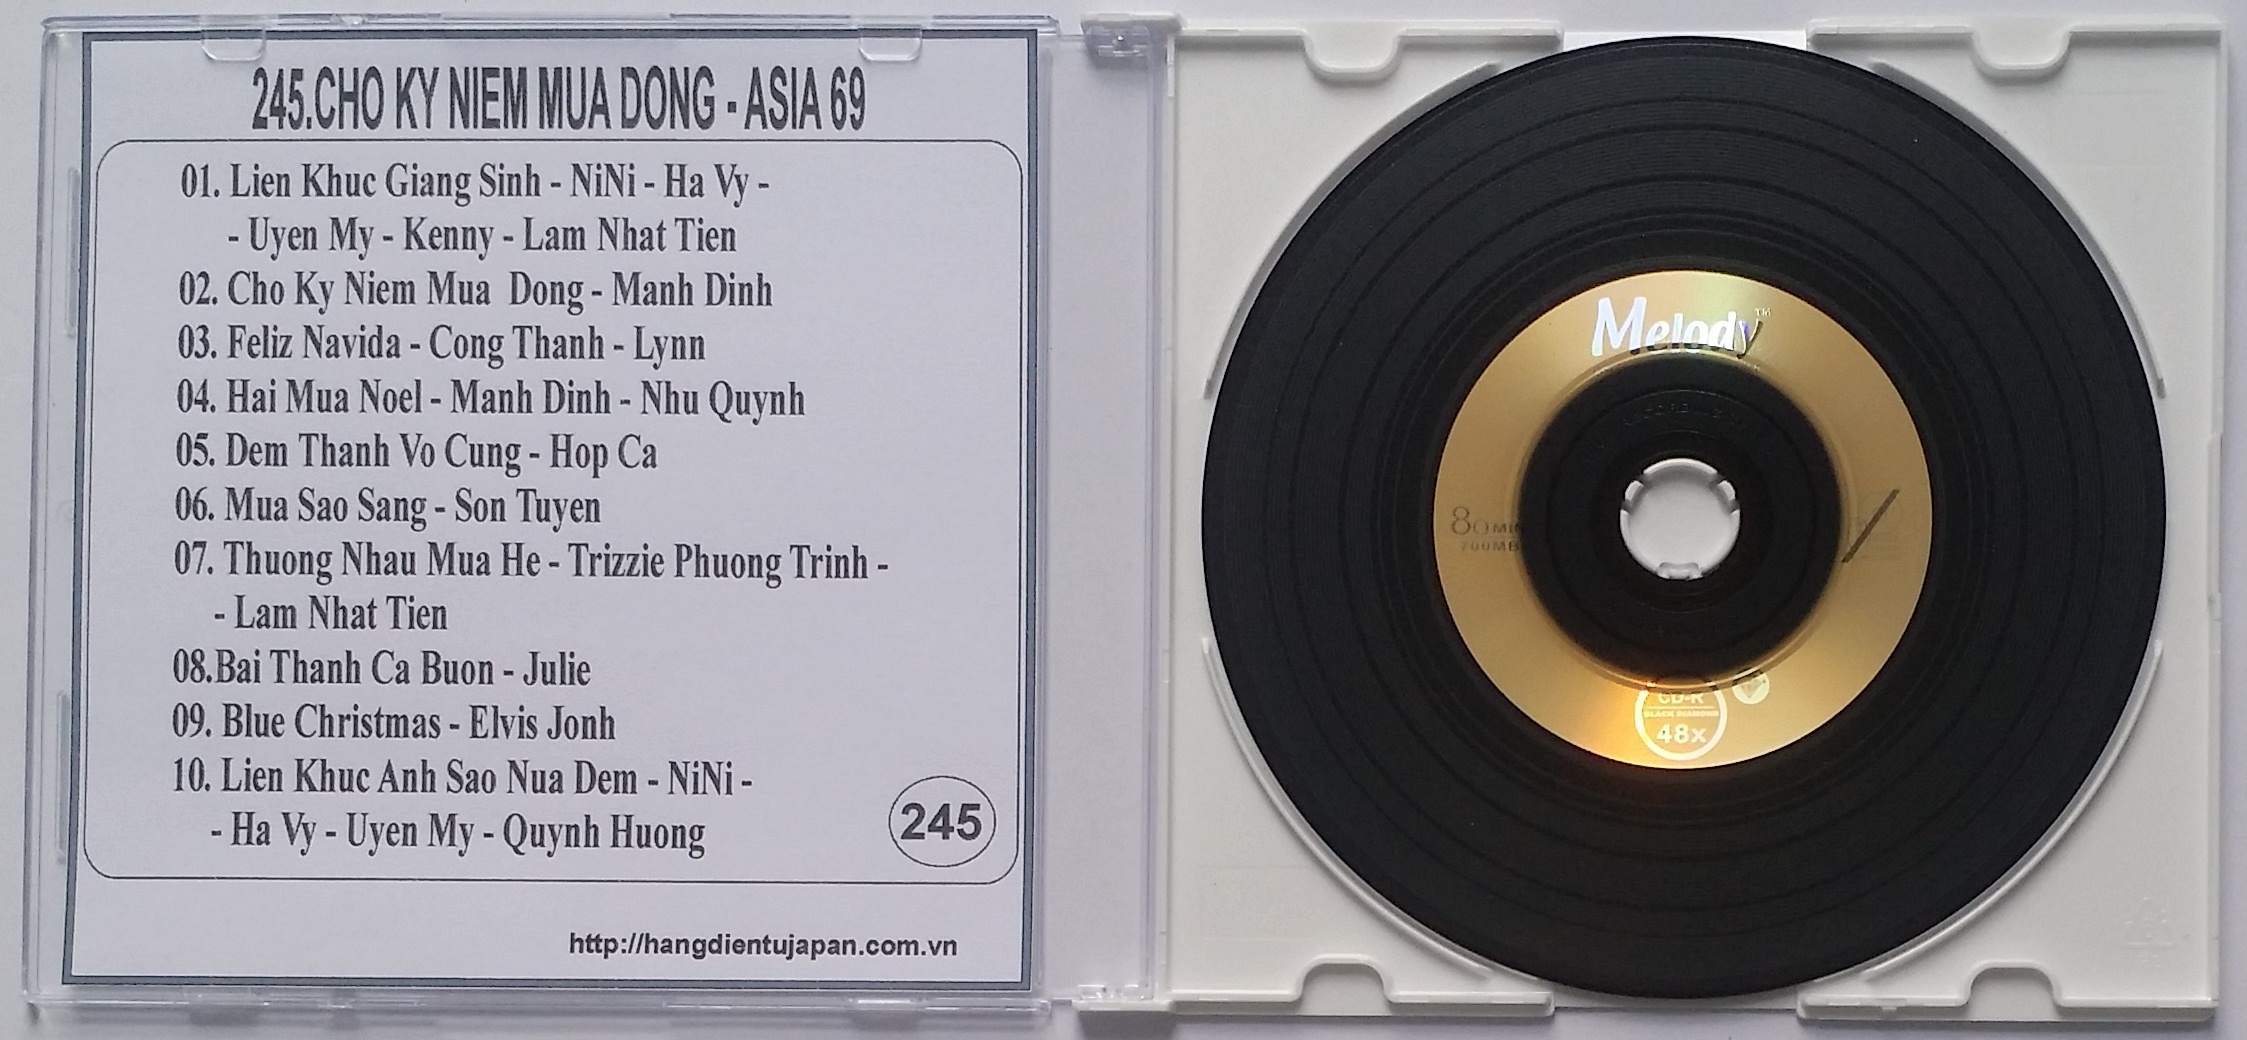 245.CHO KY NIEM MUA DONG - ASIA 69
01. Lien Khuc Giang Sinh - NiNi - Ha Vy -
- Uyen My - Kenny - Lam Nhat Tien
02. Cho Ky Niem Mua Dong - Manh Dinh
03. Feliz Navida - Cong Thanh - Lynn
04. Hai Mua Noel - Manh Dinh - Nhu Quynh
05. Dem Thanh Vo Cung - Hop Ca
06. Mua Sao Sang - Son Tuyen
07. Thuong Nhau Mua He - Trizzie Phuong Trinh -
- Lam Nhat Tien
08.Bai Thanh Ca Buon - Julie
09. Blue Christmas - Elvis Jonh
10. Lien Khuc Anh Sao Nua Dem - NiNi -
- Ha Vy - Uyen My - Quynh Huong
245
http://hangdientujapan.com.vn
Melody™
80 MIN
700MB
CD-R
BLACK DIAMOND
48x